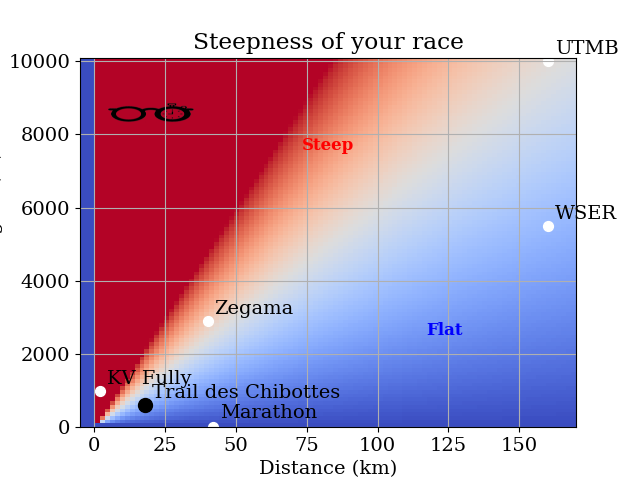 Steepness of your race
UTMB
10000
8000
Steep
6000
WSER
4000
Zegama
Flat
2000
KV Fully
Trail des Chibottes
Marathon
0
0 25 50 75 100 125 150
Distance (km)